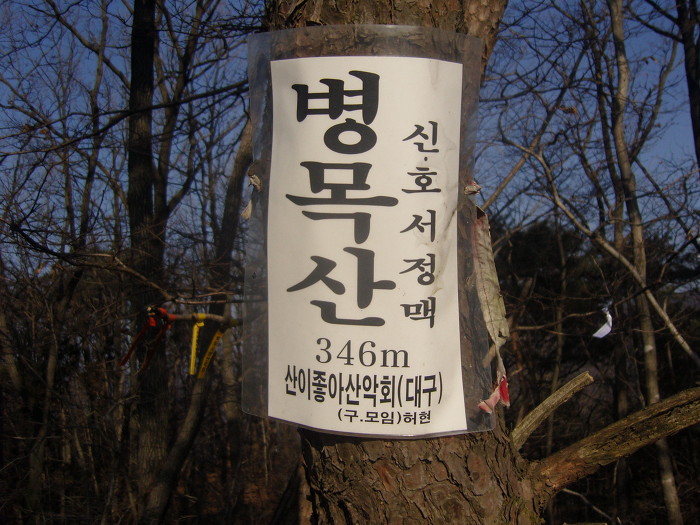 병목산
신·호서정맥
346m
산이좋아산악회(대구)
(구.모임)허현